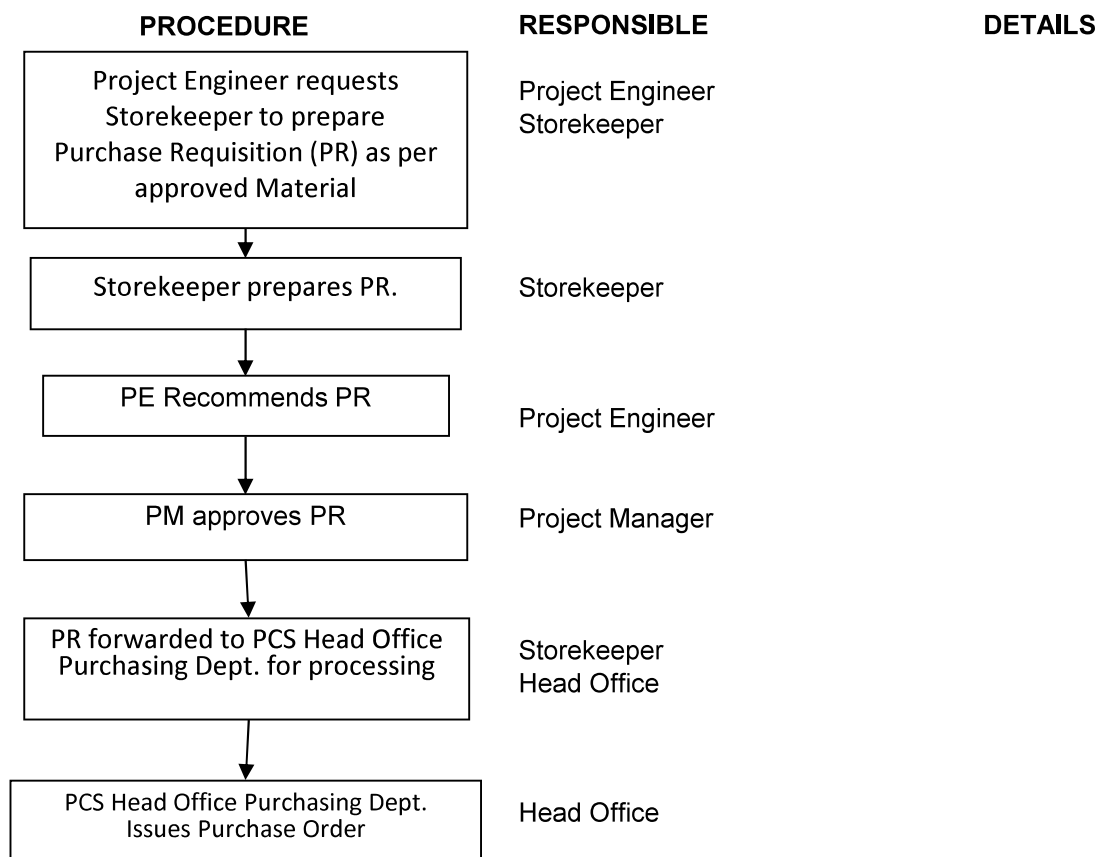 PROCEDURE RESPONSIBLE DETAILS
Project Engineer requests
Storekeeper to prepare
Purchase Requisition (PR) as per
approved Material
Project Engineer
Storekeeper
Storekeeper prepares PR.
Storekeeper
PE Recommends PR
Project Engineer
PM approves PR
Project Manager
PR forwarded to PCS Head Office
Purchasing Dept. for processing
Storekeeper
Head Office
PCS Head Office Purchasing Dept.
Issues Purchase Order
Head Office